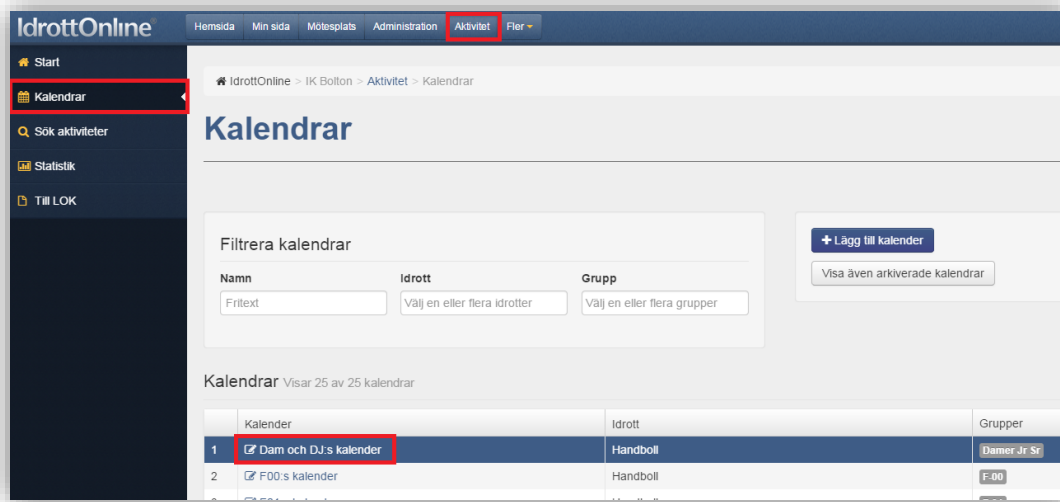 IdrottOnline
Hemsida Min sida Mötesplats Administration Aktivitet Fler
Start
Kalendrar
Sök aktiviteter
Statistik
Till LOK
IdrottOnline > IK Bolton > Aktivitet > Kalendrar
Kalendrar
Filtrera kalendrar
Namn Idrott Grupp
Fritext Välj en eller flera idrotter Välj en eller flera grupper
+ Lägg till kalender
Visa även arkiverade kalendrar
Kalendrar Visar 25 av 25 kalendrar
Kalender Idrott Grupper
1 Dam och DJ:s kalender Handboll Damer Jr Sr
2 F00:s kalender Handboll F-00